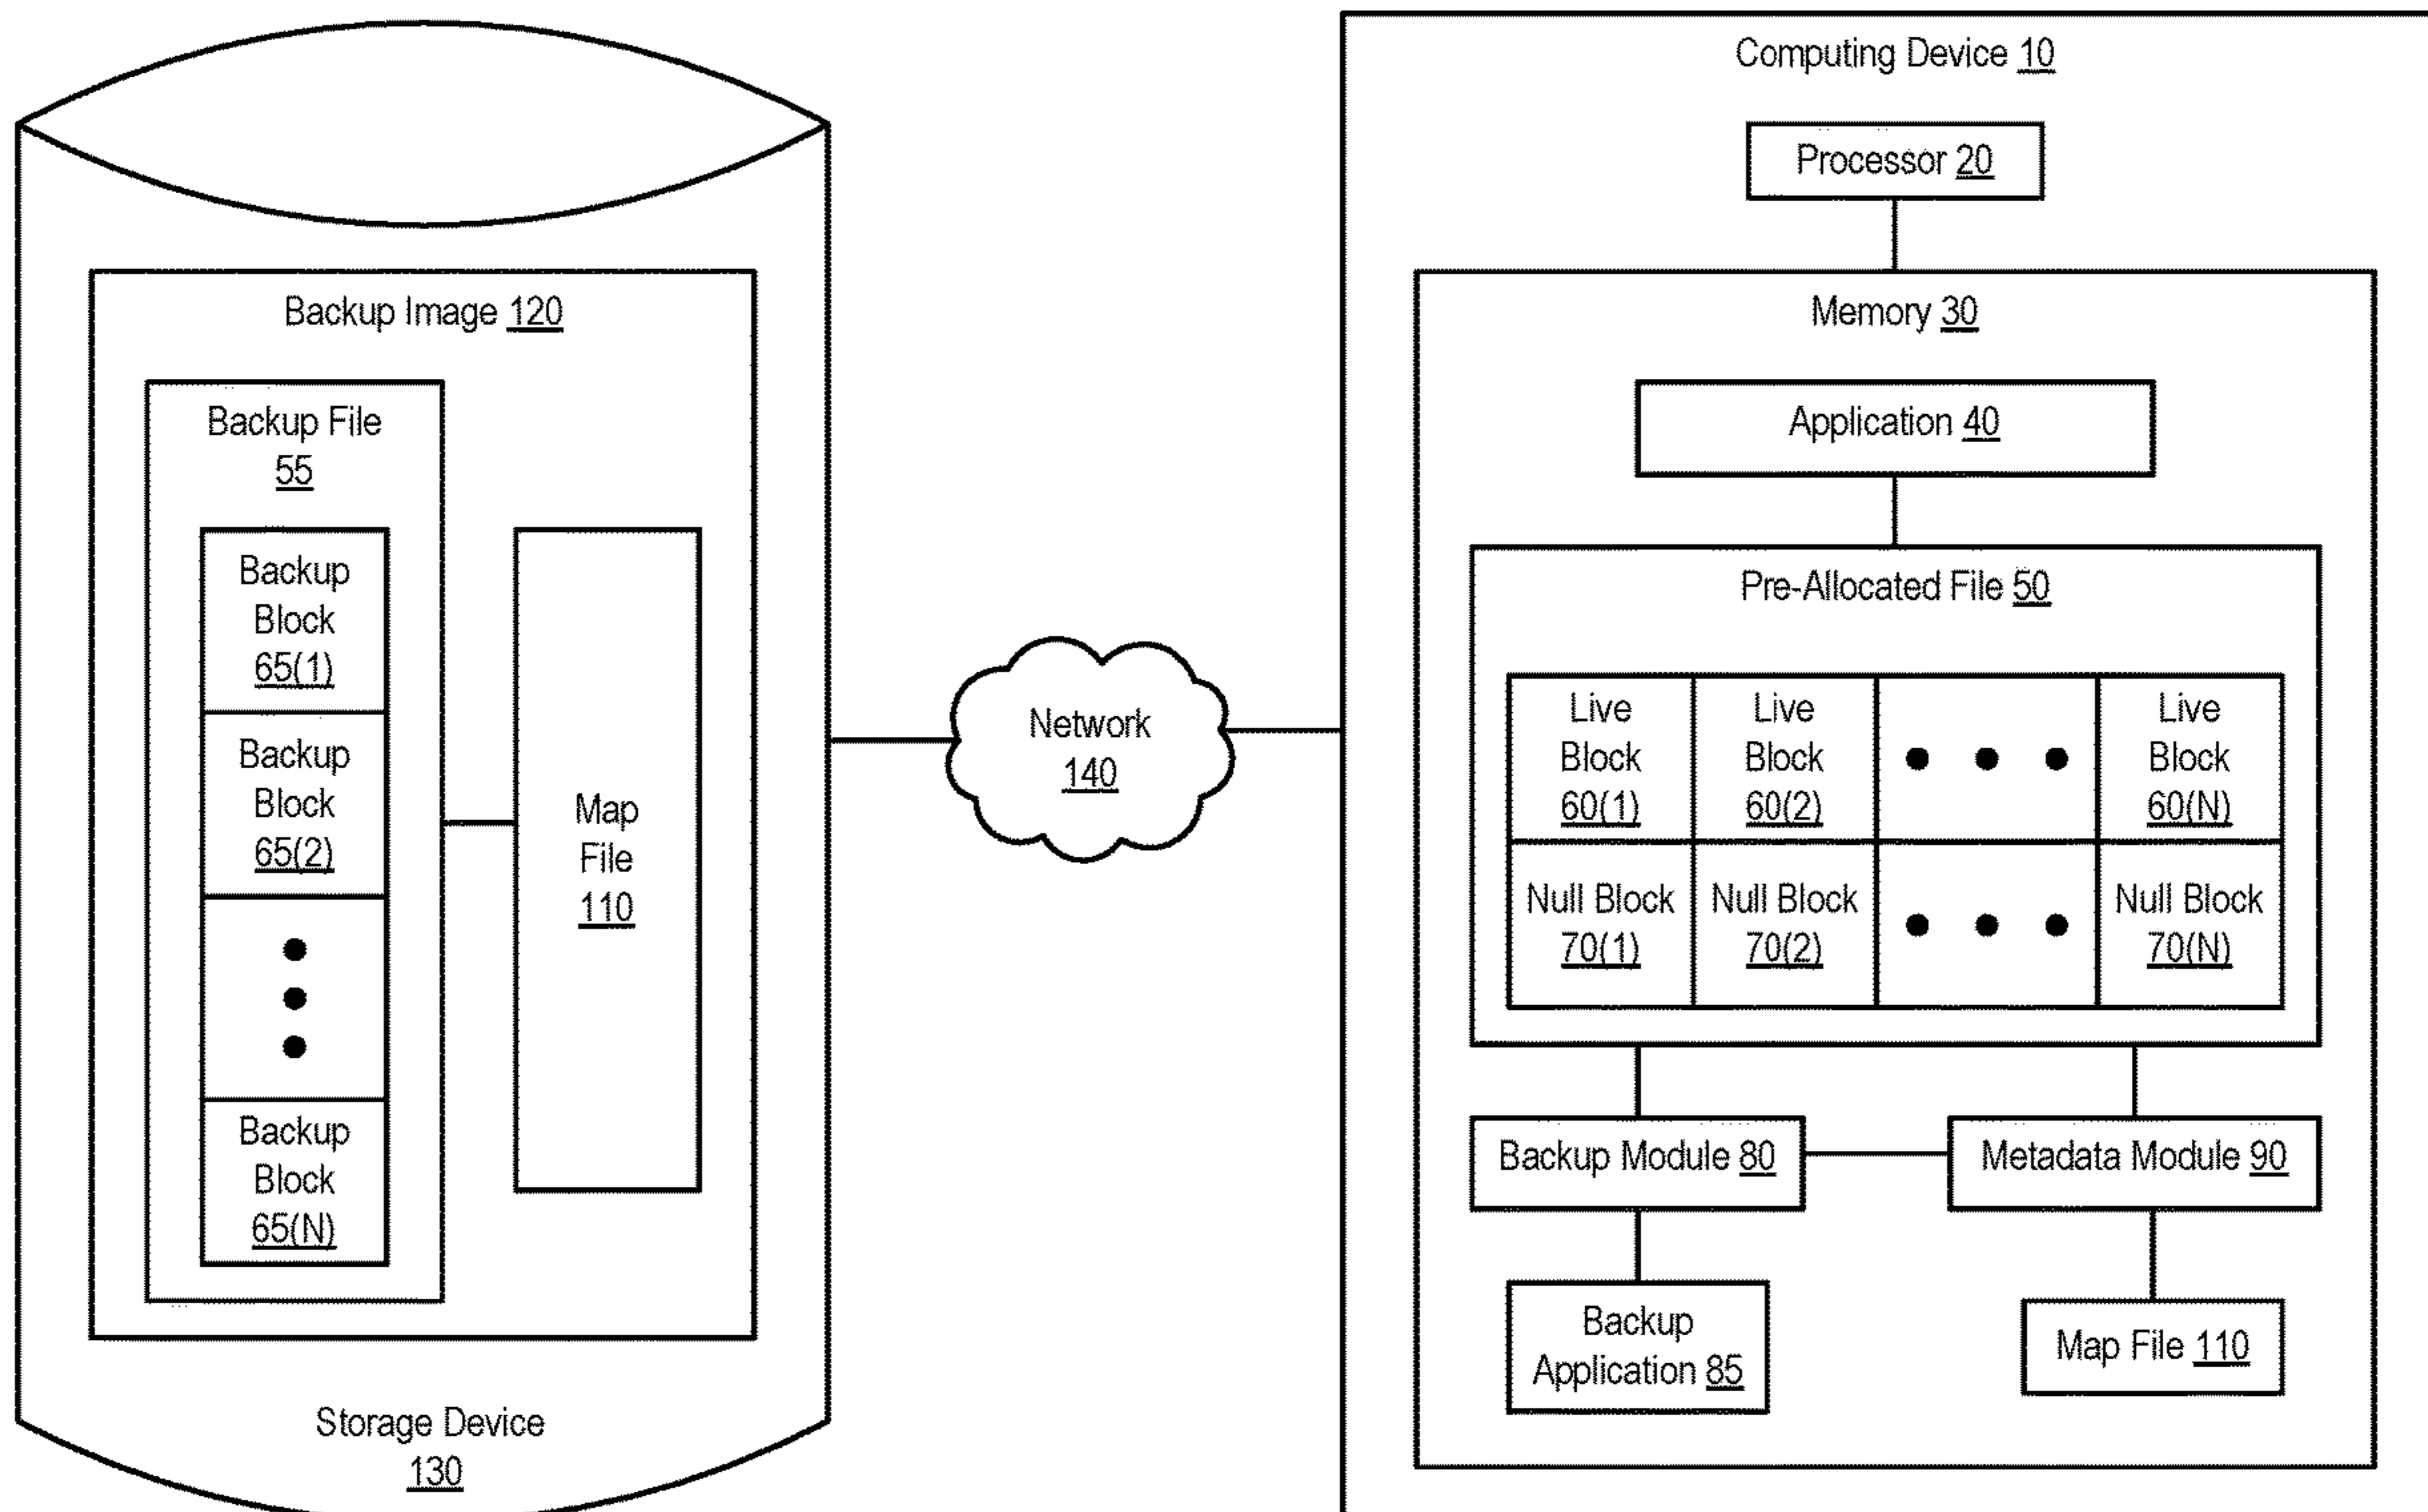 Backup Image 120
Backup File
55
Backup
Block
65(1)
Backup
Block
65(2)
Backup
Block
65(N)
Map
File
110
Storage Device
130
Network
140
Computing Device 10
Processor 20
Memory 30
Application 40
Pre-Allocated File 50
Live
Block
60(1)
Live
Block
60(2)
Live
Block
60(N)
Null Block
70(1)
Null Block
70(2)
Null Block
70(N)
Backup Module 80
Metadata Module 90
Backup
Application 85
Map File 110